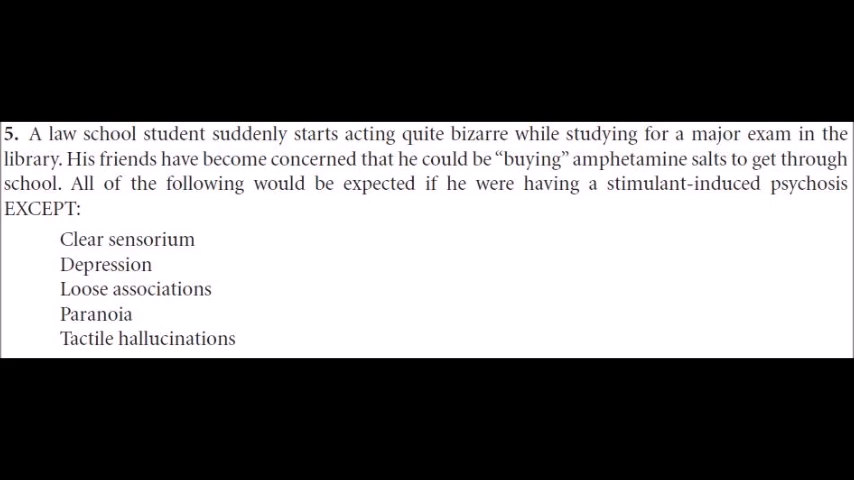 5. A law school student suddenly starts acting quite bizarre while studying for a major exam in the
library. His friends have become concerned that he could be “buying” amphetamine salts to get through
school. All of the following would be expected if he were having a stimulant-induced psychosis
EXCEPT:
Clear sensorium
Depression
Loose associations
Paranoia
Tactile hallucinations